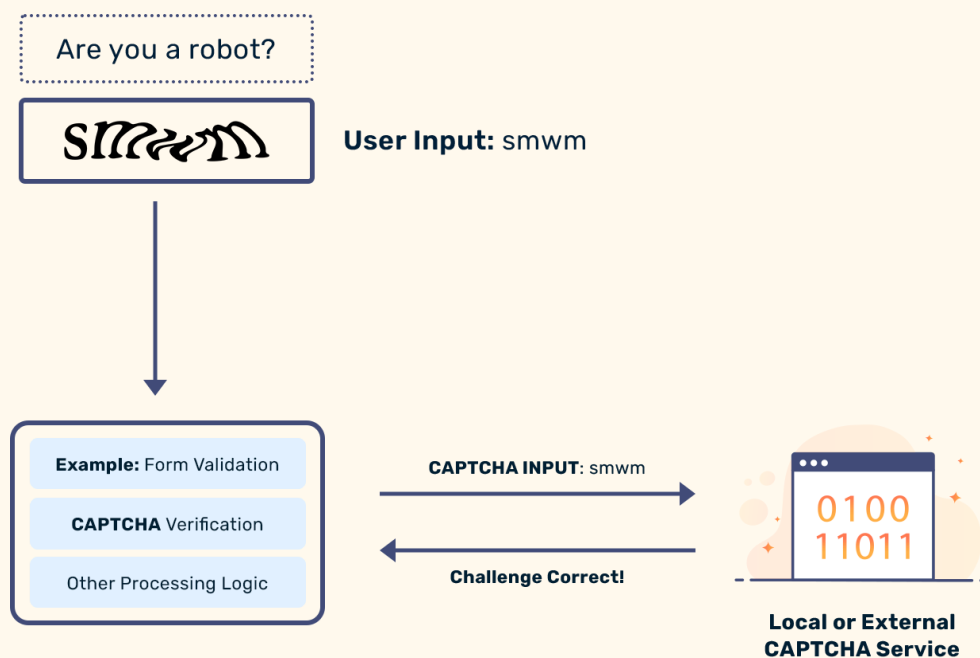 Are you a robot?
smwm
User Input: smwm
Example: Form Validation
CAPTCHA Verification
Other Processing Logic
CAPTCHA INPUT: smwm
Challenge Correct!
0100
11011
Local or External
CAPTCHA Service